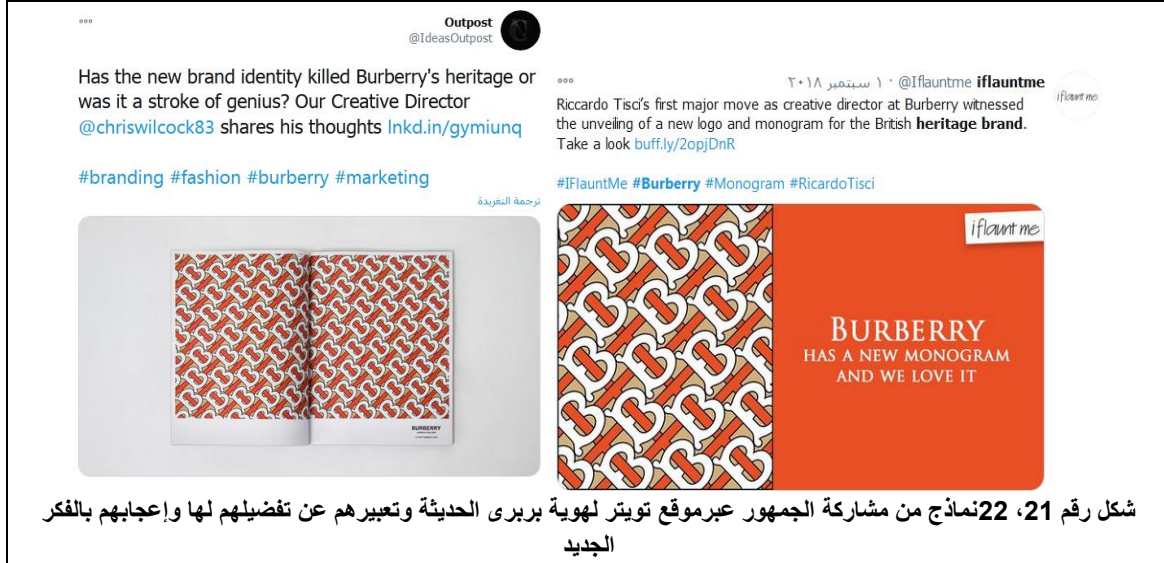 Outpost
@IdeasOutpost
Has the new brand identity killed Burberry's heritage or
was it a stroke of genius? Our Creative Director
@chriswilcock83 shares his thoughts lnkd.in/gymiunq
#branding #fashion #burberry #marketing
ترجمة التغريدة
BURBERRY
iflauntme @Iflauntme · ١ سبتمبر ٢٠١٨
iflaunt me
Riccardo Tisci's first major move as creative director at Burberry witnessed
the unveiling of a new logo and monogram for the British heritage brand.
Take a look buff.ly/2opjDnR
#IFlauntMe #Burberry #Monogram #RicardoTisci
iflaunt me
BURBERRY
HAS A NEW MONOGRAM
AND WE LOVE IT
شكل رقم 21، 22نماذج من مشاركة الجمهور عبرموقع تويتر لهوية بربرى الحديثة وتعبيرهم عن تفضيلهم لها وإعجابهم بالفكر
الجديد